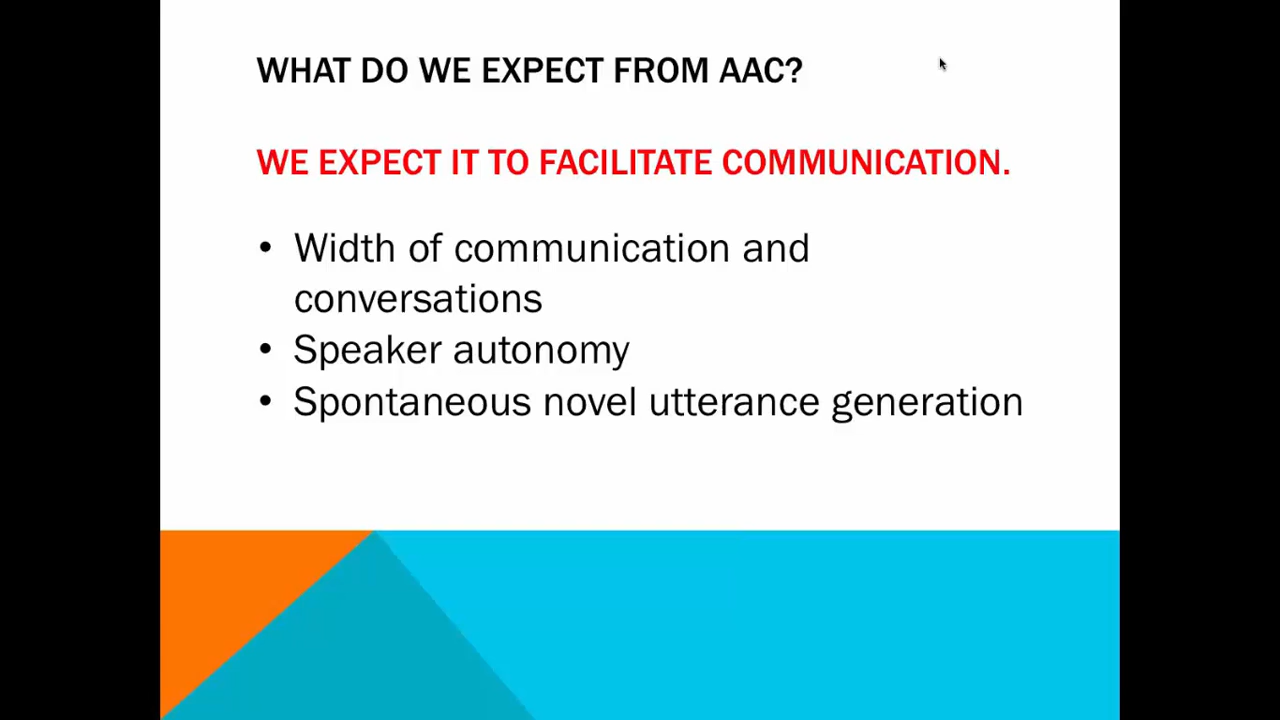 WHAT DO WE EXPECT FROM AAC?
WE EXPECT IT TO FACILITATE COMMUNICATION.
• Width of communication and
conversations
• Speaker autonomy
• Spontaneous novel utterance generation